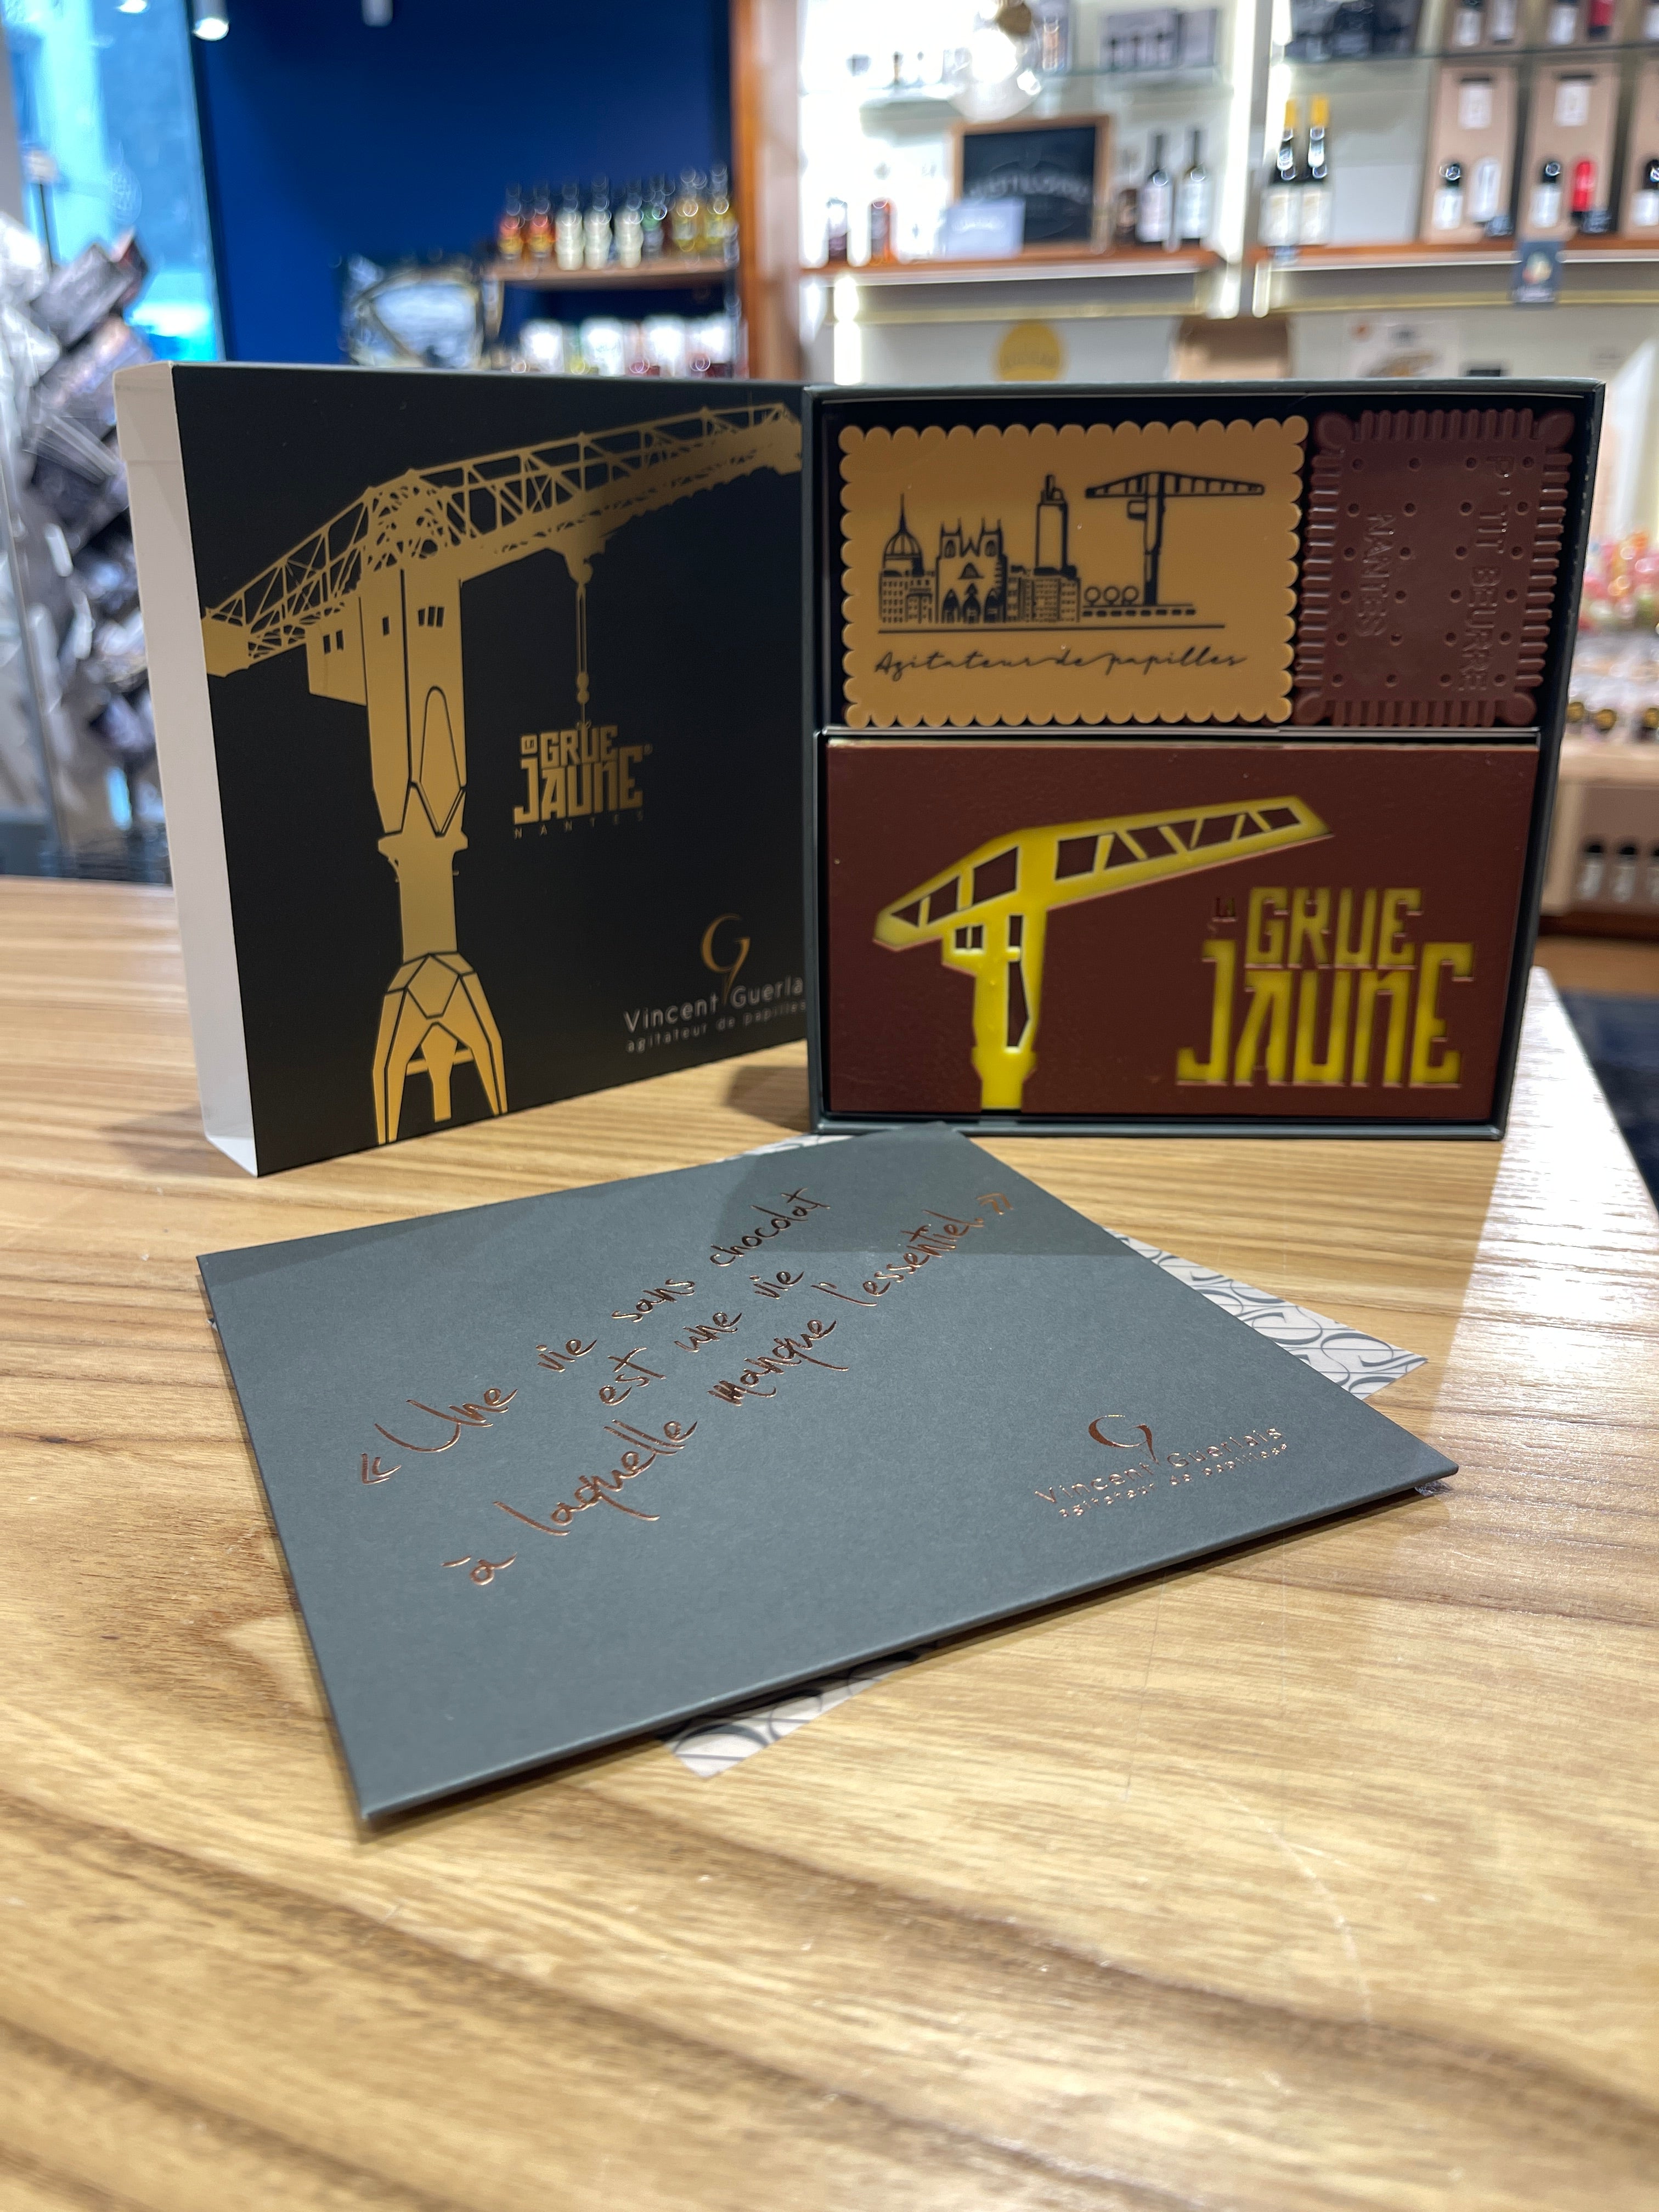 LA
GRUE
JAUNE
NANTES
Vincent Guerla
agitateur de papilles
Agitateur de papilles
P'TIT BEURRE
NANTES
LA
GRUE
JAUNE
« Une vie sans chocolat
est une vie
à laquelle manque l'essentiel »
Vincent Guerlais
agitateur de papilles